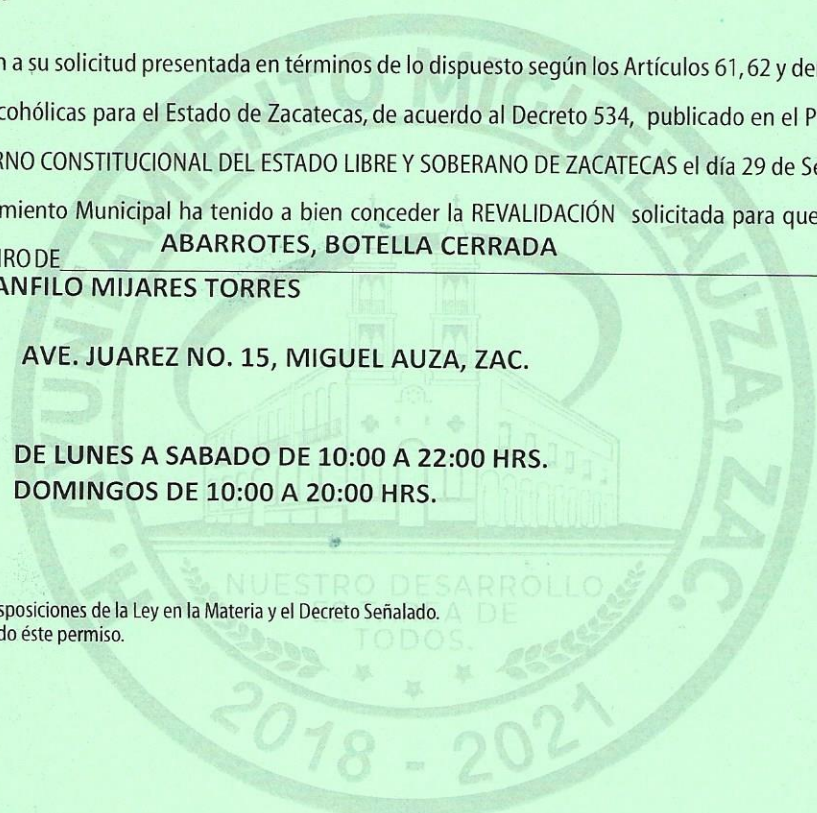 n a su solicitud presentada en términos de lo dispuesto según los Artículos 61, 62 y de
cohólicas para el Estado de Zacatecas, de acuerdo al Decreto 534, publicado en el P
RNO CONSTITUCIONAL DEL ESTADO LIBRE Y SOBERANO DE ZACATECAS el día 29 de Se
miento Municipal ha tenido a bien conceder la REVALIDACIÓN solicitada para que
IRO DE ABARROTES, BOTELLA CERRADA
ANFILO MIJARES TORRES
AVE. JUAREZ NO. 15, MIGUEL AUZA, ZAC.
DE LUNES A SABADO DE 10:00 A 22:00 HRS.
DOMINGOS DE 10:00 A 20:00 HRS.
sposiciones de la Ley en la Materia y el Decreto Señalado.
do éste permiso.
H. AYUNTAMIENTO MIGUEL AUZA, ZAC.
NUESTRO DESARROLLO
DE
TODOS.
2018 - 2021